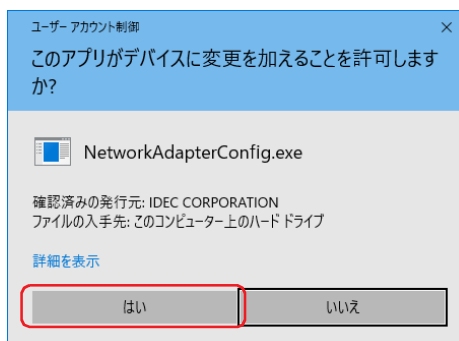 ユーザー アカウント制御
このアプリがデバイスに変更を加えることを許可します
か?
NetworkAdapterConfig.exe
確認済みの発行元: IDEC CORPORATION
ファイルの入手先: このコンピューター上のハード ドライブ
詳細を表示
はい
いいえ